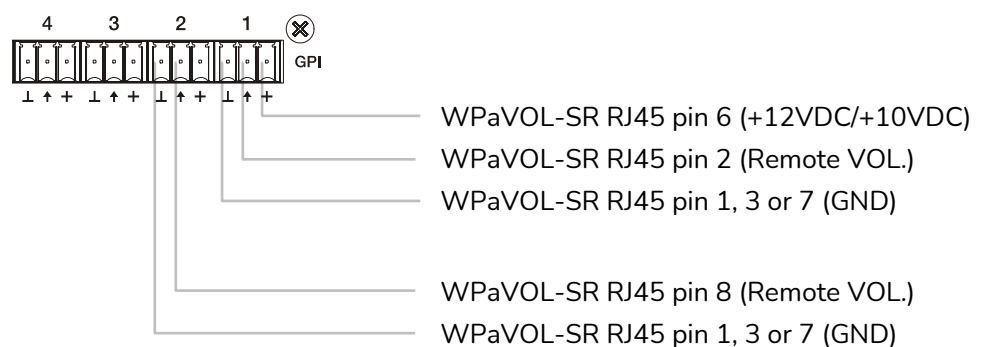 4 3 2 1
GPI
⊥ ↑ + ⊥ ↑ + ⊥ ↑ + ⊥ ↑ +
WPaVOL-SR RJ45 pin 6 (+12VDC/+10VDC)
WPaVOL-SR RJ45 pin 2 (Remote VOL.)
WPaVOL-SR RJ45 pin 1, 3 or 7 (GND)
WPaVOL-SR RJ45 pin 8 (Remote VOL.)
WPaVOL-SR RJ45 pin 1, 3 or 7 (GND)